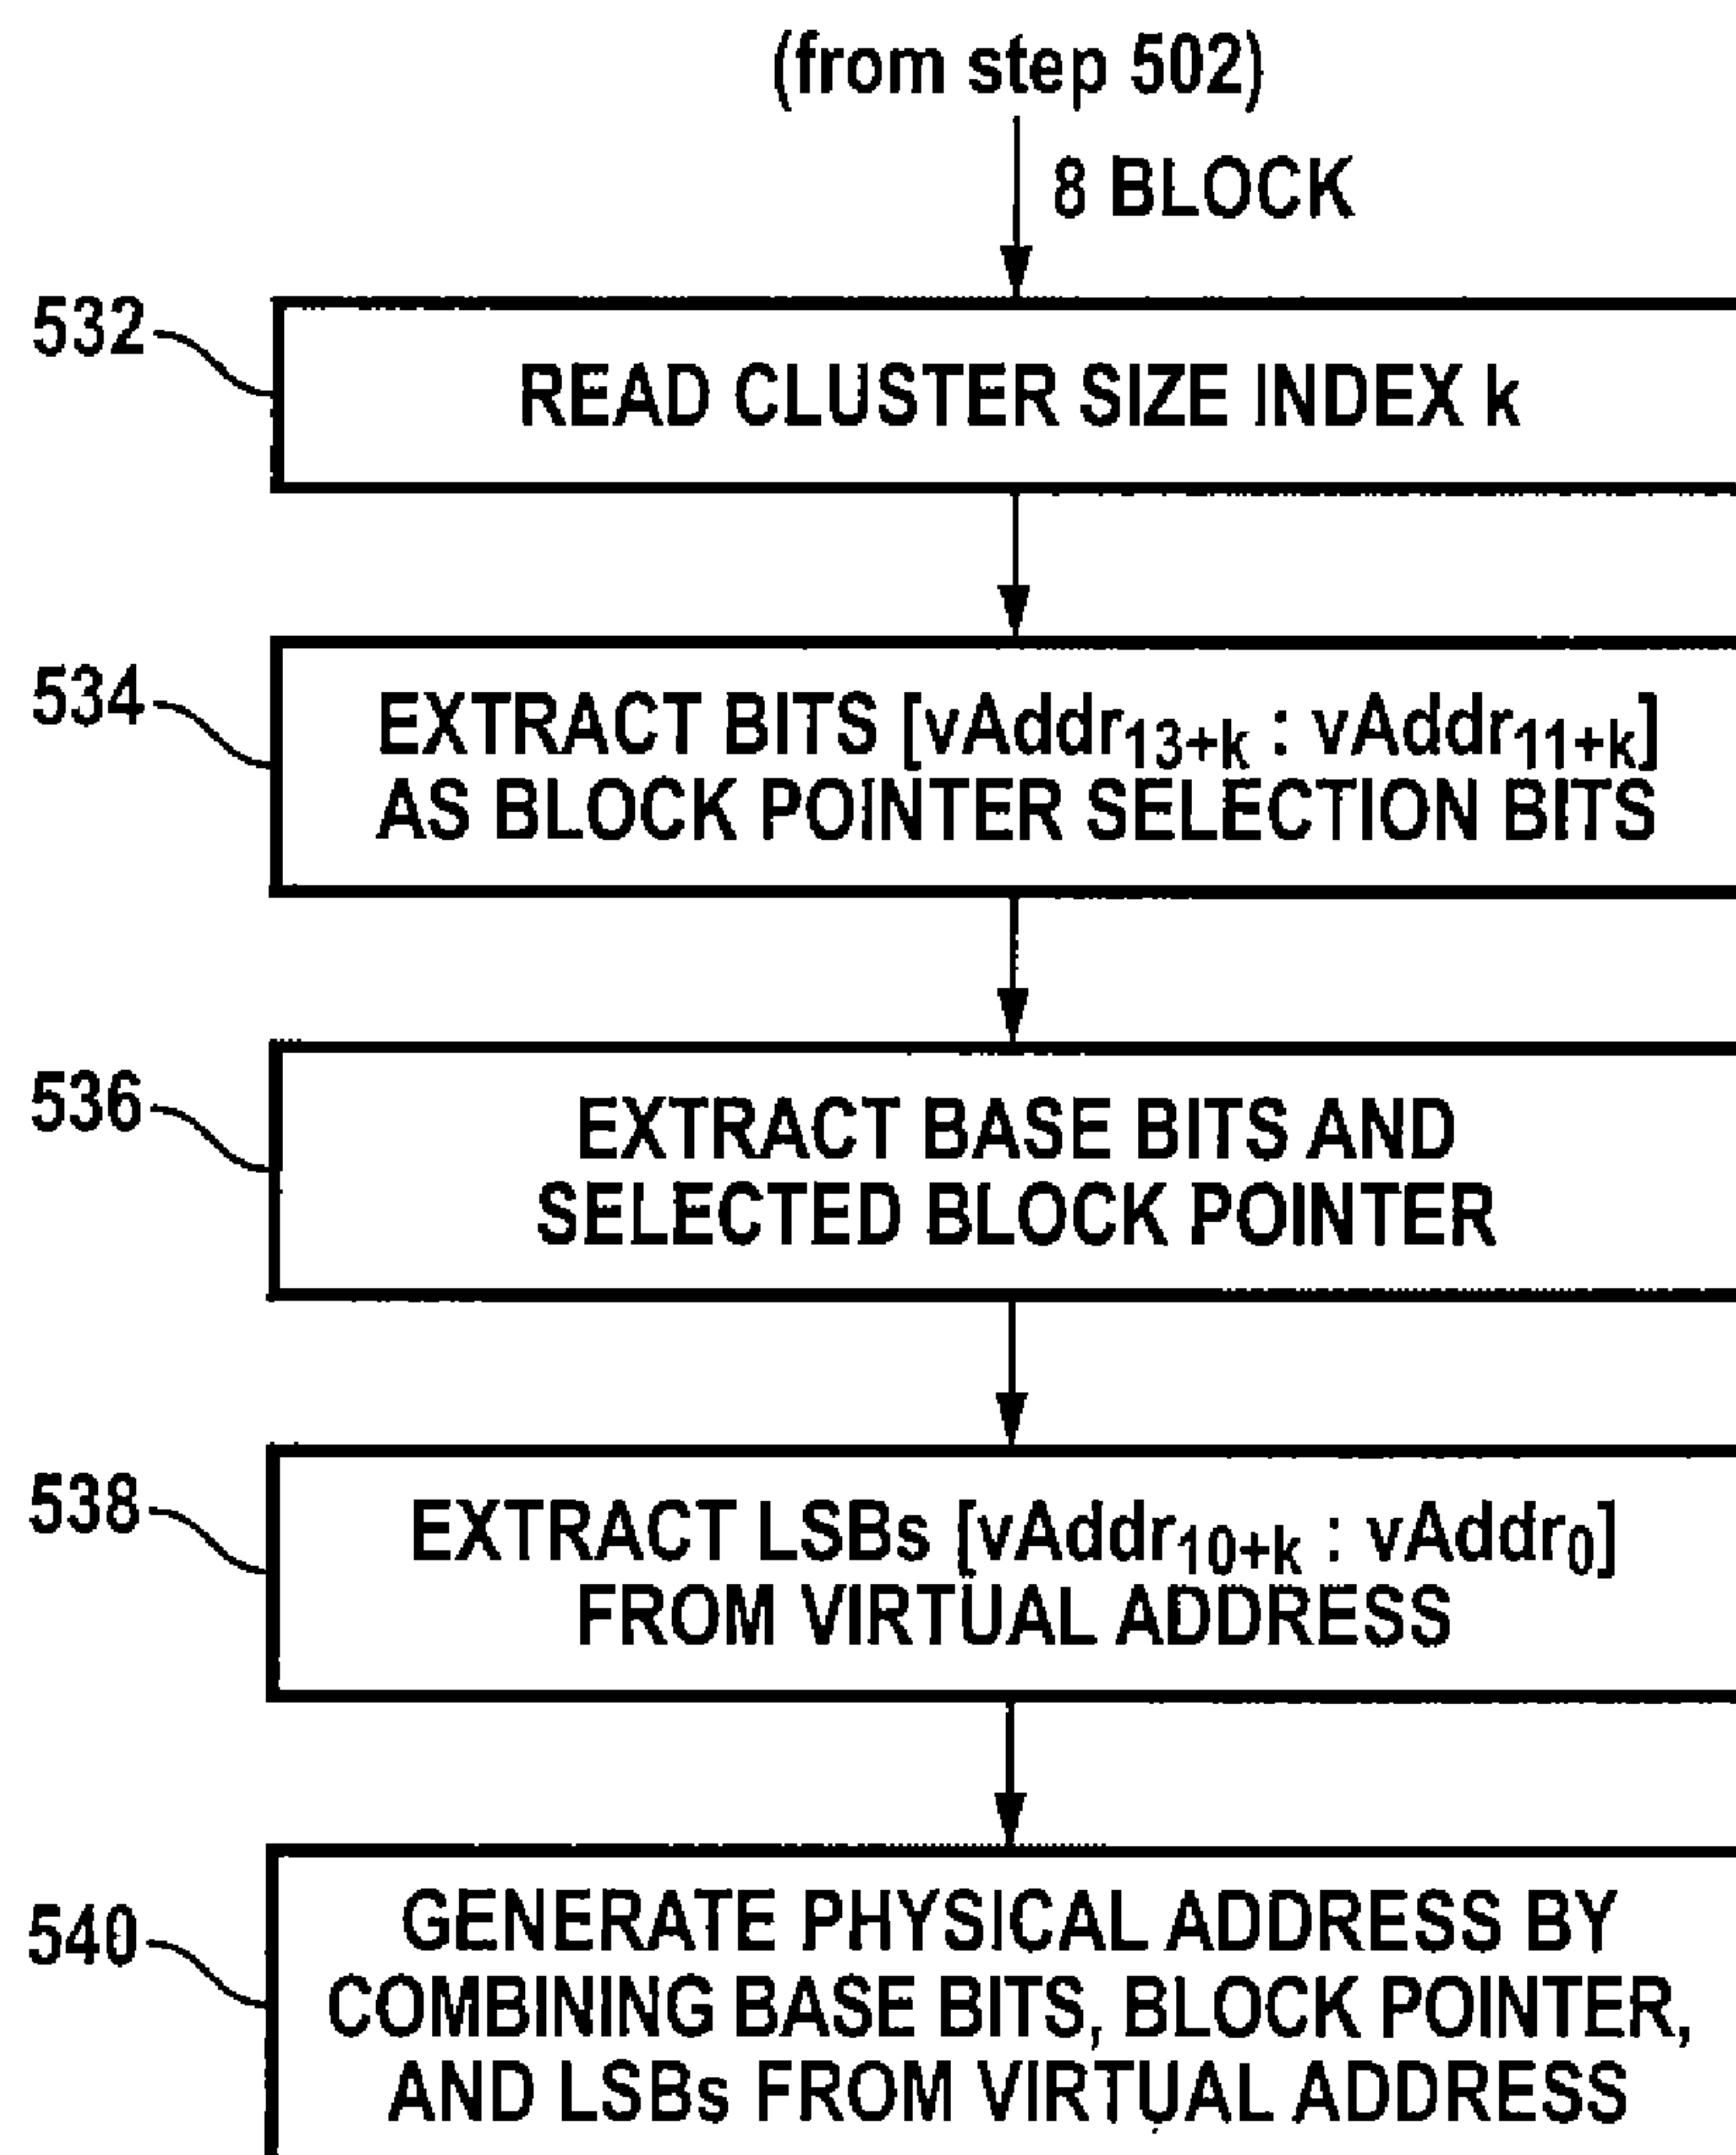 (from step 502)
8 BLOCK
532
READ CLUSTER SIZE INDEX k
534
EXTRACT BITS [vAddr₁₃₊ₖ : vAddr₁₁₊ₖ]
AS BLOCK POINTER SELECTION BITS
536
EXTRACT BASE BITS AND
SELECTED BLOCK POINTER
538
EXTRACT LSBs [vAddr₁₀₊ₖ : vAddr₀]
FROM VIRTUAL ADDRESS
540
GENERATE PHYSICAL ADDRESS BY
COMBINING BASE BITS, BLOCK POINTER,
AND LSBs FROM VIRTUAL ADDRESS